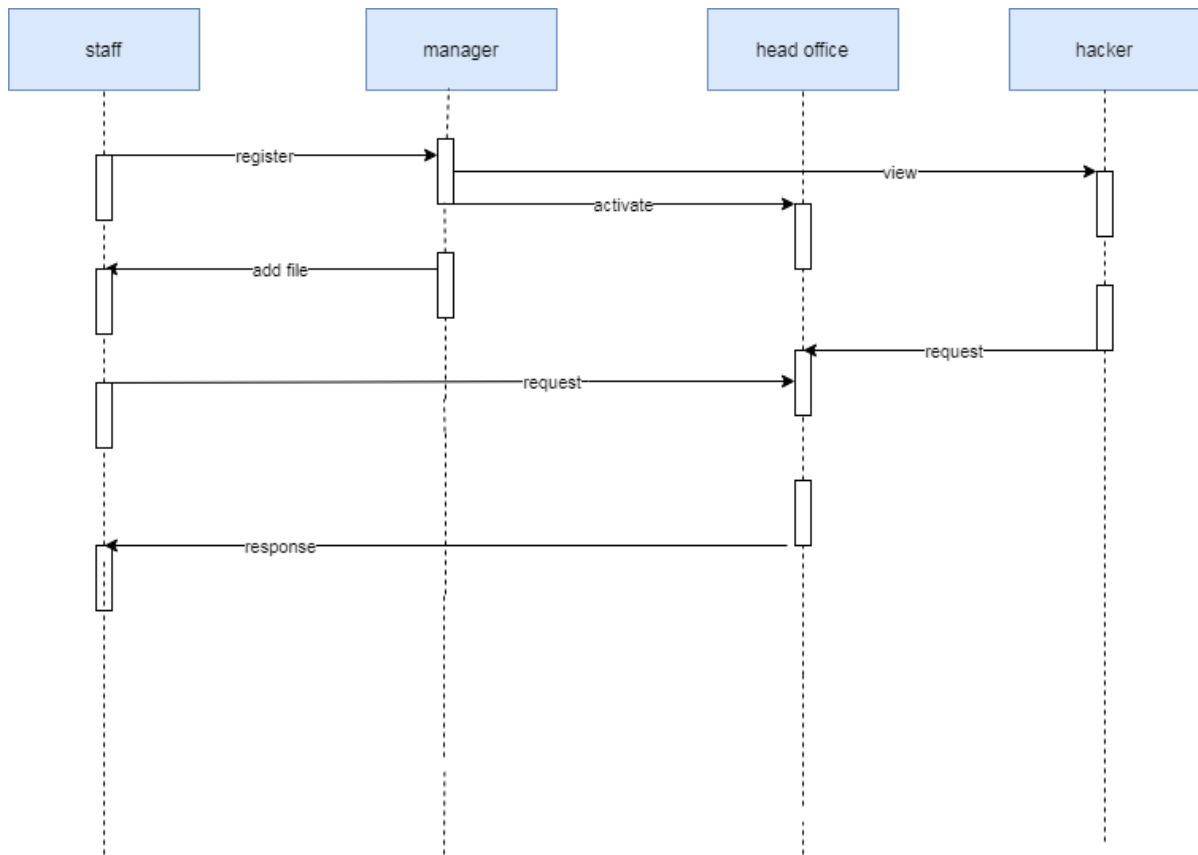 staff
manager
head office
hacker
register
view
activate
add file
request
request
response